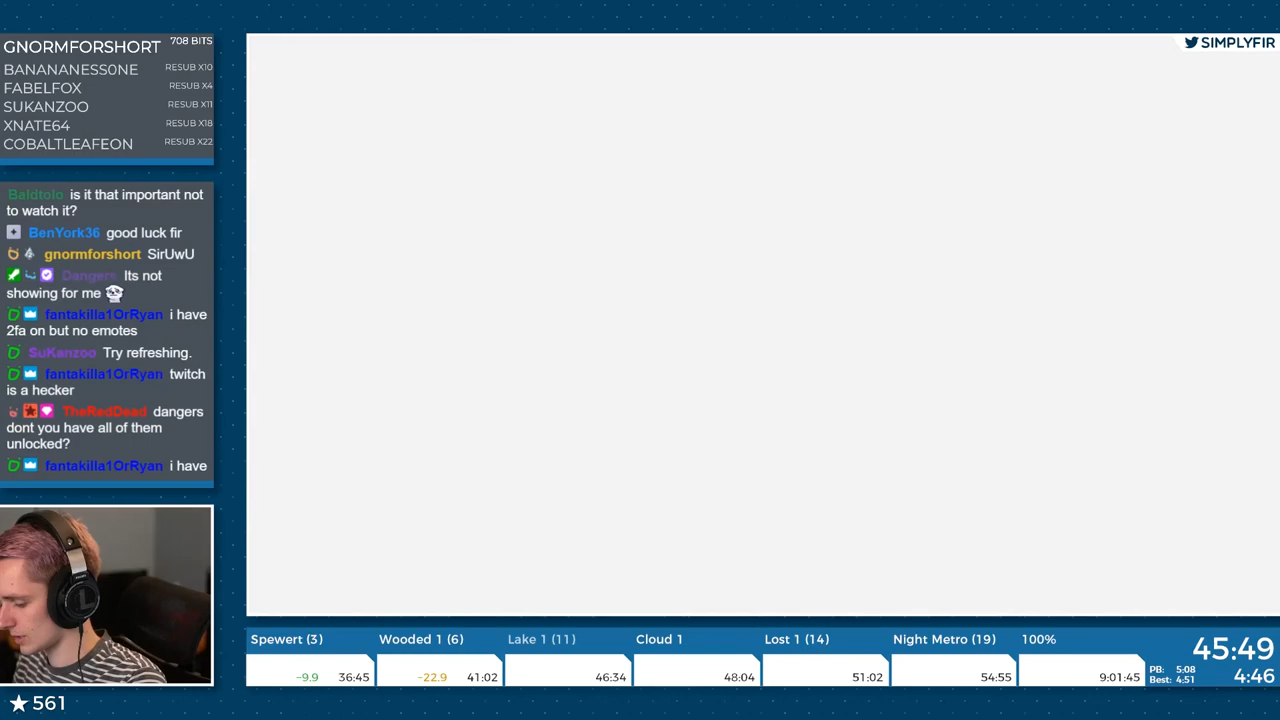 GNORMFORSHORT 708 BITS
BANANANESS0NE RESUB X10
FABELFOX RESUB X4
SUKANZOO RESUB X11
XNATE64 RESUB X18
COBALTLEAFEON RESUB X22
SIMPLYFIR
Baldtolo is it that important not
to watch it?
BenYork36 good luck fir
gnormforshort SirUwU
Dangers Its not
showing for me
fantakilla1OrRyan i have
2fa on but no emotes
SuKanzoo Try refreshing.
fantakilla1OrRyan twitch
is a hecker
TheRedDead dangers
dont you have all of them
unlocked?
fantakilla1OrRyan i have
Spewert (3) Wooded 1 (6) Lake 1 (11) Cloud 1 Lost 1 (14) Night Metro (19) 100%
-9.9 36:45 -22.9 41:02 46:34 48:04 51:02 54:55 9:01:45
45:49
PB: 5:08
Best: 4:51
4:46
561